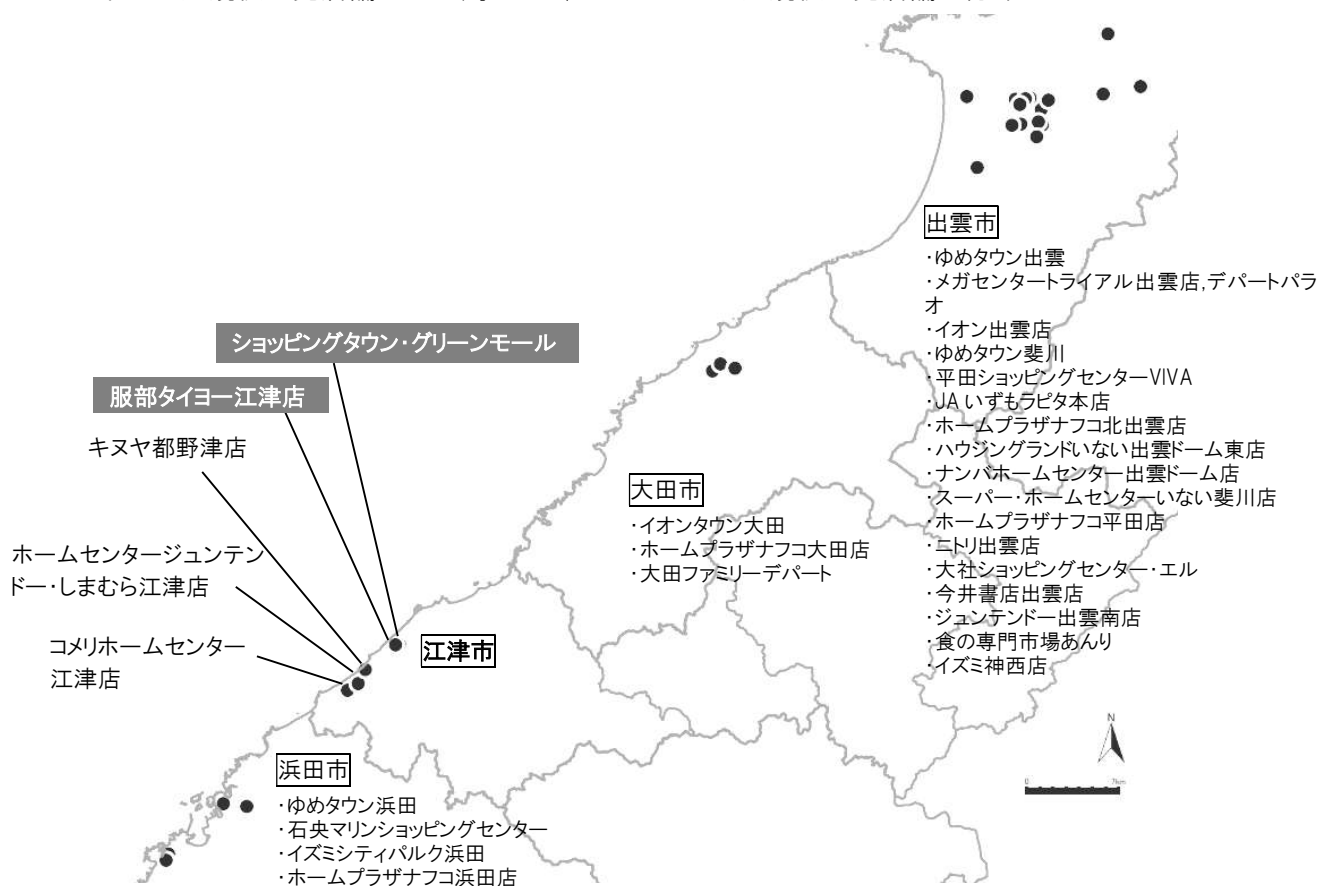 出雲市
・ゆめタウン出雲
・メガセンタートライアル出雲店,デパートパラ
オ
・イオン出雲店
・ゆめタウン斐川
・平田ショッピングセンターVIVA
・JAいずもラピタ本店
・ホームプラザナフコ北出雲店
・ハウジングランドいない出雲ドーム東店
・ナンバホームセンター出雲ドーム店
・スーパー・ホームセンターいない斐川店
・ホームプラザナフコ平田店
・ニトリ出雲店
・大社ショッピングセンター・エル
・今井書店出雲店
・ジュンテンドー出雲南店
・食の専門市場あんり
・イズミ神西店
ショッピングタウン・グリーンモール
服部タイヨー江津店
キヌヤ都野津店
ホームセンタージュンテン
ドー・しまむら江津店
コメリホームセンター
江津店
江津市
大田市
・イオンタウン大田
・ホームプラザナフコ大田店
・大田ファミリーデパート
浜田市
・ゆめタウン浜田
・石央マリンショッピングセンター
・イズミシティパルク浜田
・ホームプラザナフコ浜田店
N
0 7km